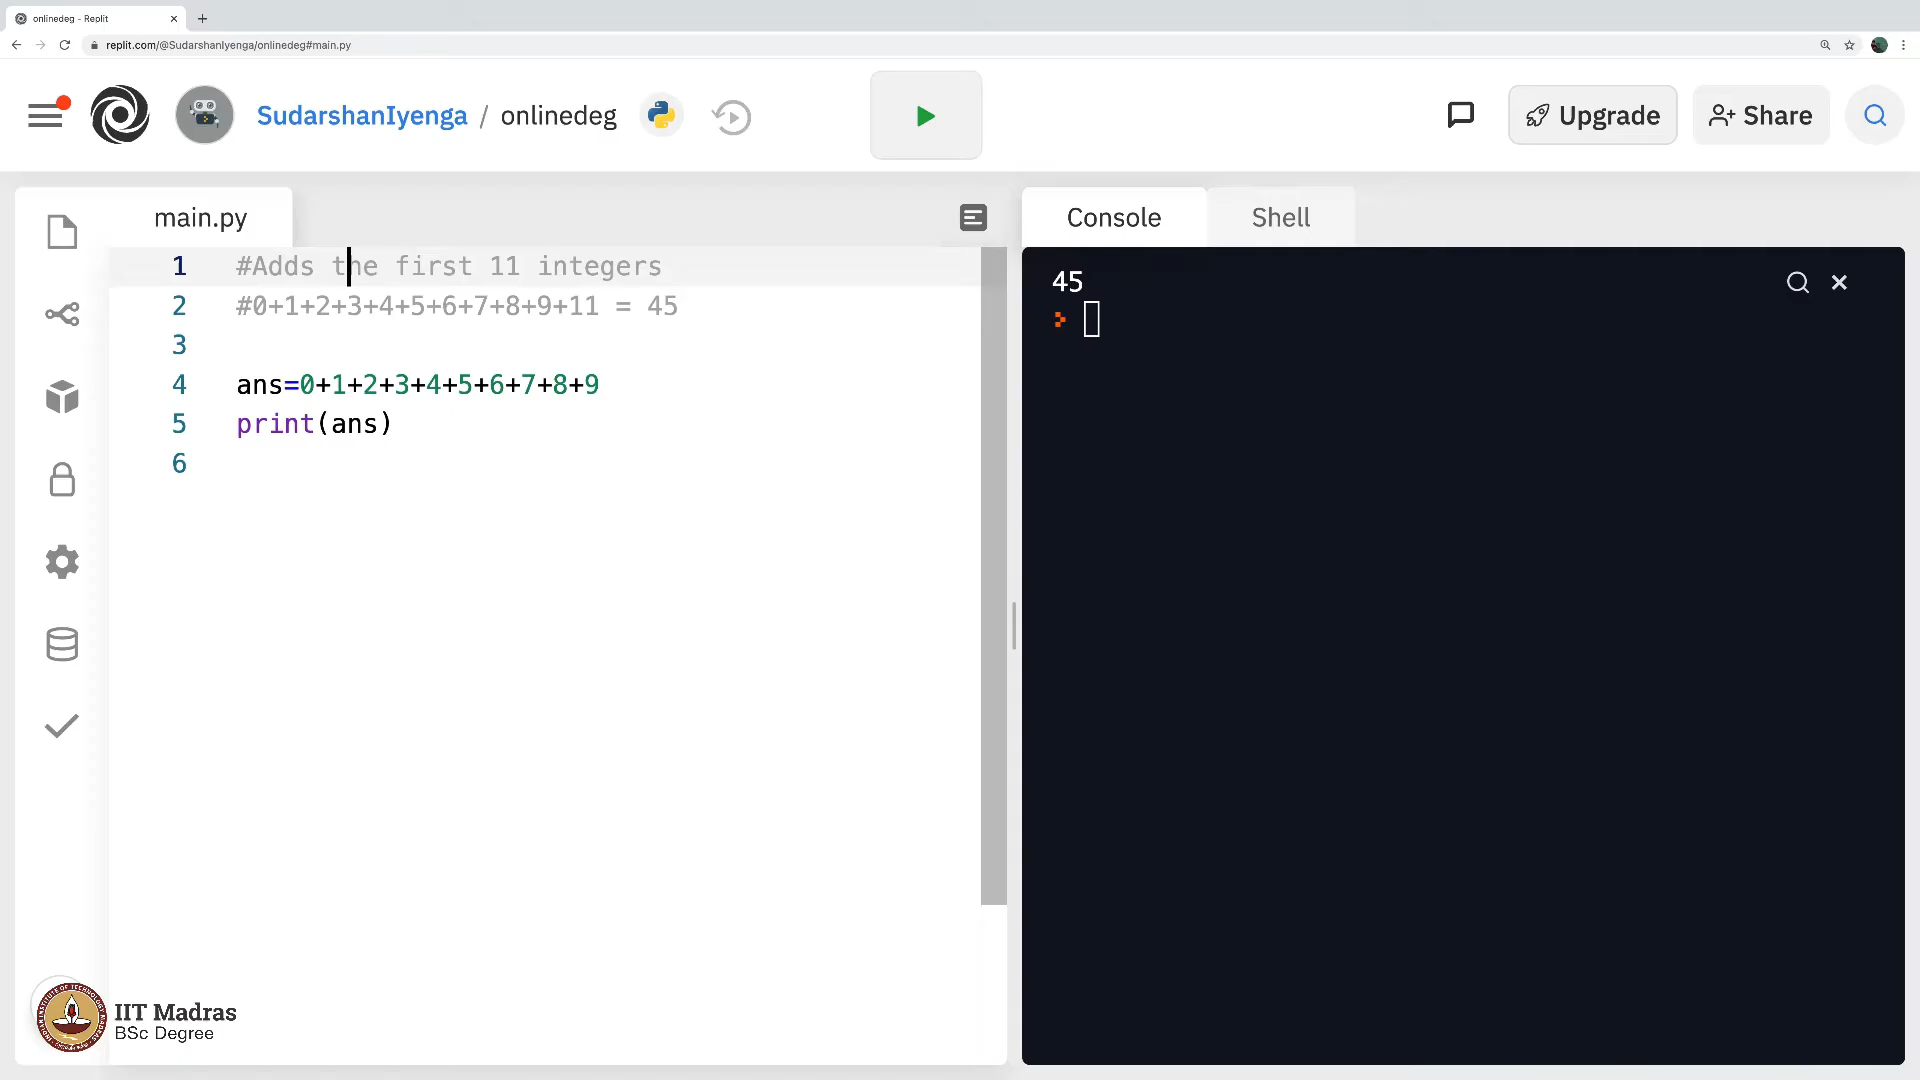 onlinedeg - Replit
replit.com/@SudarshanIyenga/onlinedeg#main.py
SudarshanIyenga / onlinedeg
Upgrade
Share
main.py
Console
Shell
1 #Adds the first 11 integers
2 #0+1+2+3+4+5+6+7+8+9+11 = 45
3
4 ans=0+1+2+3+4+5+6+7+8+9
5 print(ans)
6
45
IIT Madras
BSc Degree